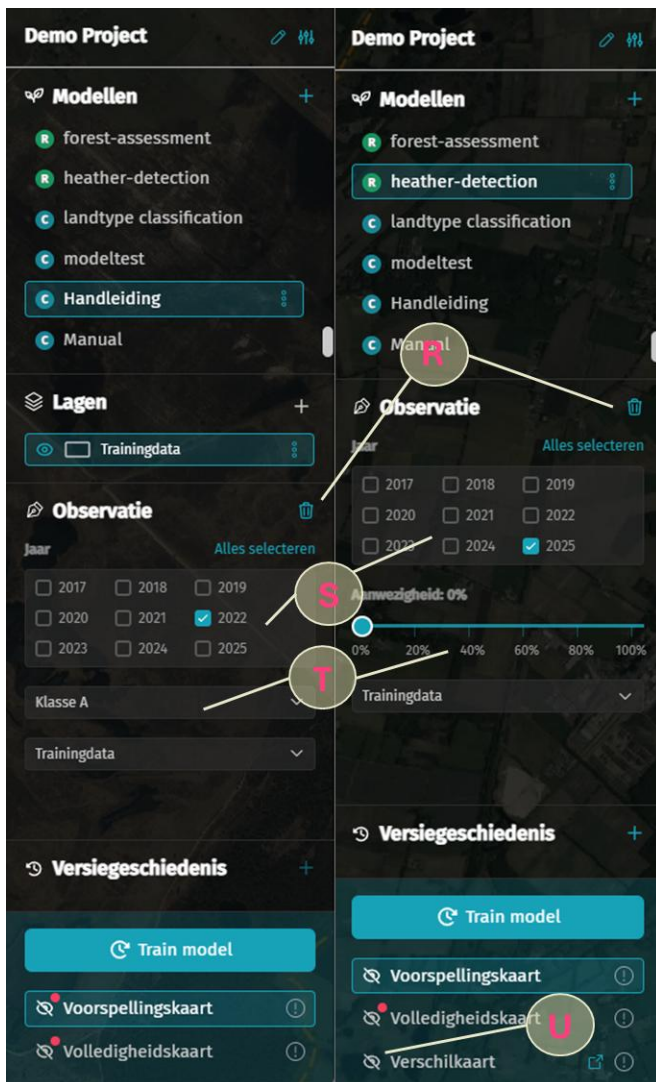 Demo Project
Modellen
R forest-assessment
R heather-detection
C landtype classification
C modeltest
C Handleiding
C Manual
Lagen
Trainingdata
Observatie
Jaar Alles selecteren
2017 2018 2019
2020 2021 2022
2023 2024 2025
Klasse A
Trainingdata
Versiegeschiedenis
Train model
Voorspellingskaart
Volledigheidskaart
Demo Project
Modellen
R forest-assessment
R heather-detection
C landtype classification
C modeltest
C Handleiding
C Manual
Observatie
Jaar Alles selecteren
2017 2018 2019
2020 2021 2022
2023 2024 2025
Aanwezigheid: 0%
0% 20% 40% 60% 80% 100%
Trainingdata
Versiegeschiedenis
Train model
Voorspellingskaart
Volledigheidskaart
Verschilkaart
R
S
T
U